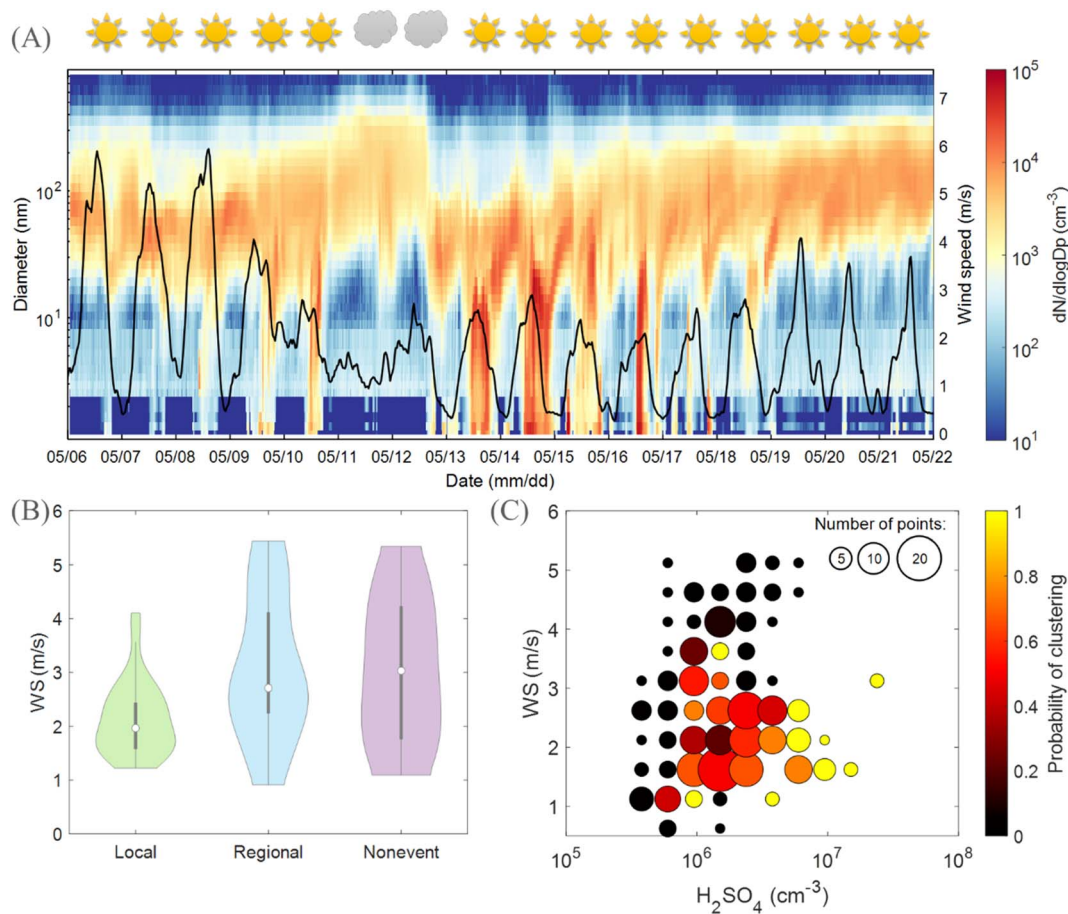 (A)
10^5
10^4
10^3
10^2
10^1
dN/dlogDp (cm^-3)
7
6
5
4
3
2
1
0
Wind speed (m/s)
10^2
10^1
Diameter (nm)
05/06 05/07 05/08 05/09 05/10 05/11 05/12 05/13 05/14 05/15 05/16 05/17 05/18 05/19 05/20 05/21 05/22
Date (mm/dd)
(B)
6
5
4
3
2
1
0
WS (m/s)
Local Regional Nonevent
(C)
6
5
4
3
2
1
WS (m/s)
Number of points:
5 10 20
10^5 10^6 10^7 10^8
H₂SO₄ (cm^-3)
1
0.8
0.6
0.4
0.2
0
Probability of clustering